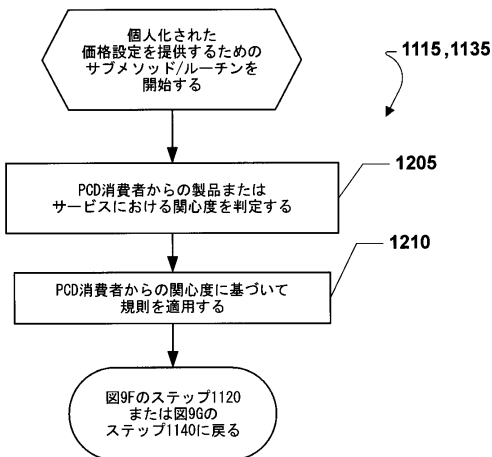 個人化された
価格設定を提供するための
サブメソッド/ルーチンを
開始する
1115,1135
PCD消費者からの製品または
サービスにおける関心度を判定する
1205
PCD消費者からの関心度に基づいて
規則を適用する
1210
図9Fのステップ1120
または図9Gの
ステップ1140に戻る